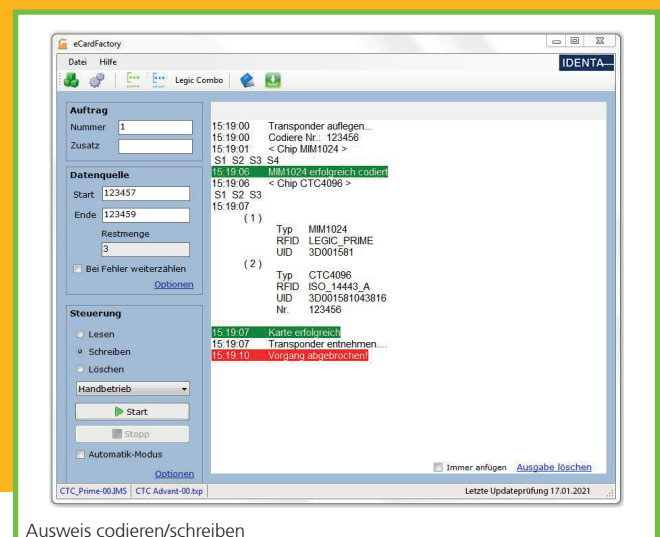 eCardFactory
Datei Hilfe
IDENTA
Legic Combo
Auftrag
Nummer 1
Zusatz
Datenquelle
Start 123457
Ende 123459
Restmenge
3
Bei Fehler weiterzählen
Optionen
Steuerung
Lesen
Schreiben
Löschen
Handbetrieb
Start
Stopp
Automatik-Modus
Optionen
15:19:00 Transponder auflegen...
15:19:00 Codiere Nr.: 123456
15:19:01 < Chip MIM1024 >
S1 S2 S3 S4
15:19:06 MIM1024 erfolgreich codiert
15:19:06 < Chip CTC4096 >
S1 S2 S3
15:19:07
( 1 )
Typ MIM1024
RFID LEGIC_PRIME
UID 3D001581
( 2 )
Typ CTC4096
RFID ISO_14443_A
UID 3D001581043816
Nr. 123456
15:19:07 Karte erfolgreich
15:19:07 Transponder entnehmen....
15:19:10 Vorgang abgebrochen!
Immer anfügen Ausgabe löschen
CTC_Prime-00.IMS CTC Advant-00.txp Letzte Updateprüfung 17.01.2021
Ausweis codieren/schreiben